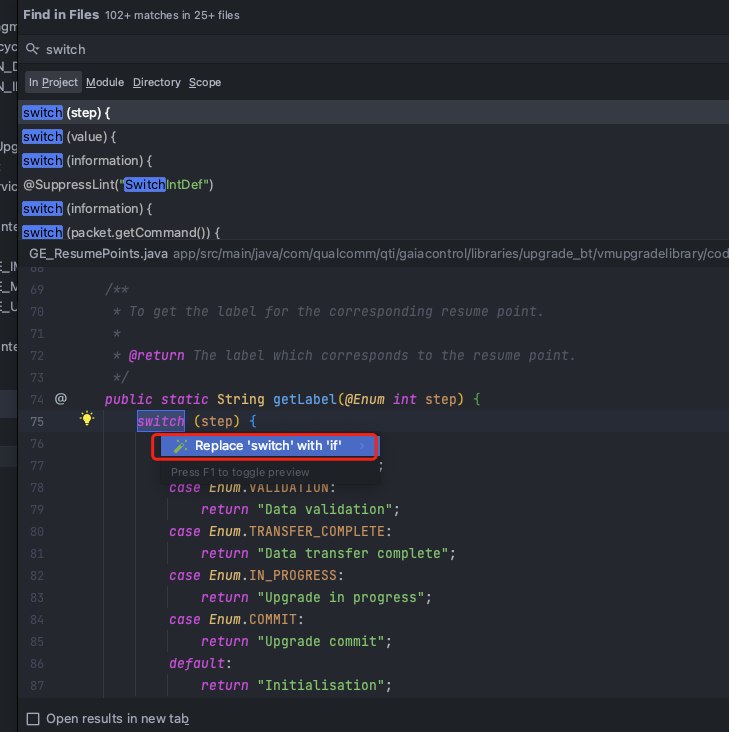 Find in Files 102+ matches in 25+ files
switch
In Project Module Directory Scope
switch (step) {
switch (value) {
switch (information) {
@SuppressLint("SwitchIntDef")
switch (information) {
switch (packet.getCommand()) {
GE_ResumePoints.java app/src/main/java/com/qualcomm/qti/gaiacontrol/libraries/upgrade_bt/vmupgradelibrary/cod
68
69 /**
70 * To get the label for the corresponding resume point.
71 *
72 * @return The label which corresponds to the resume point.
73 */
74 @ public static String getLabel(@Enum int step) {
75 switch (step) {
76
Replace 'switch' with 'if'
77 ;
Press F1 to toggle preview
78 case Enum.VALIDATION:
79 return "Data validation";
80 case Enum.TRANSFER_COMPLETE:
81 return "Data transfer complete";
82 case Enum.IN_PROGRESS:
83 return "Upgrade in progress";
84 case Enum.COMMIT:
85 return "Upgrade commit";
86 default:
87 return "Initialisation";
Open results in new tab